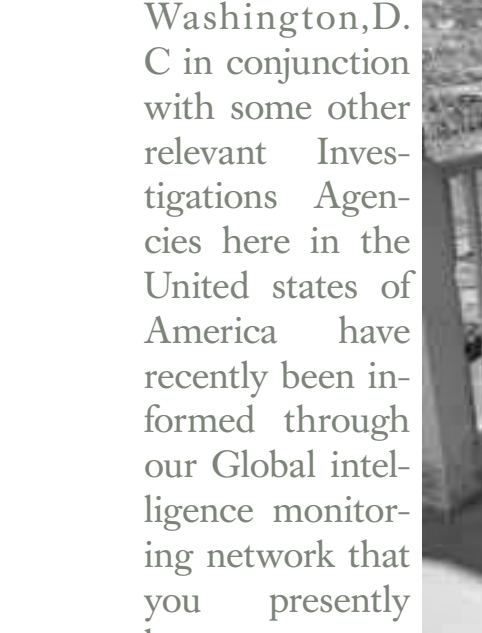 Washington,D.
C in conjunction
with some other
relevant Inves-
tigations Agen-
cies here in the
United states of
America have
recently been in-
formed through
our Global intel-
ligence monitor-
ing network that
you presently